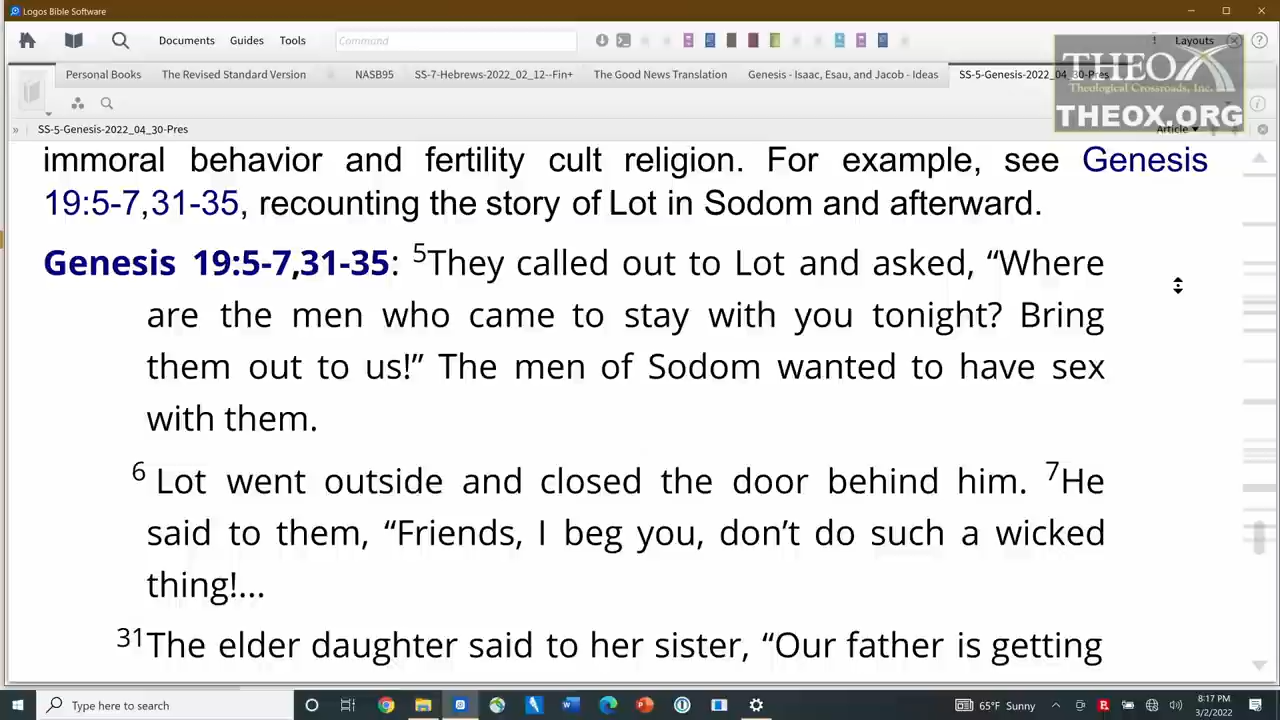 Logos Bible Software
Documents Guides Tools Command Layouts
Personal Books The Revised Standard Version NASB95 SS-7-Hebrews-2022_02_12--Fin+ The Good News Translation Genesis - Isaac, Esau, and Jacob - Ideas SS-5-Genesis-2022_04_30-Pres
THEOX
Theological Crossroads, Inc.
THEOX.ORG
SS-5-Genesis-2022_04_30-Pres Article
immoral behavior and fertility cult religion. For example, see Genesis
19:5-7,31-35, recounting the story of Lot in Sodom and afterward.
Genesis 19:5-7,31-35: 5They called out to Lot and asked, “Where
are the men who came to stay with you tonight? Bring
them out to us!” The men of Sodom wanted to have sex
with them.
6 Lot went outside and closed the door behind him. 7He
said to them, “Friends, I beg you, don’t do such a wicked
thing!...
31The elder daughter said to her sister, “Our father is getting
Type here to search
65°F Sunny
8:17 PM
3/2/2022